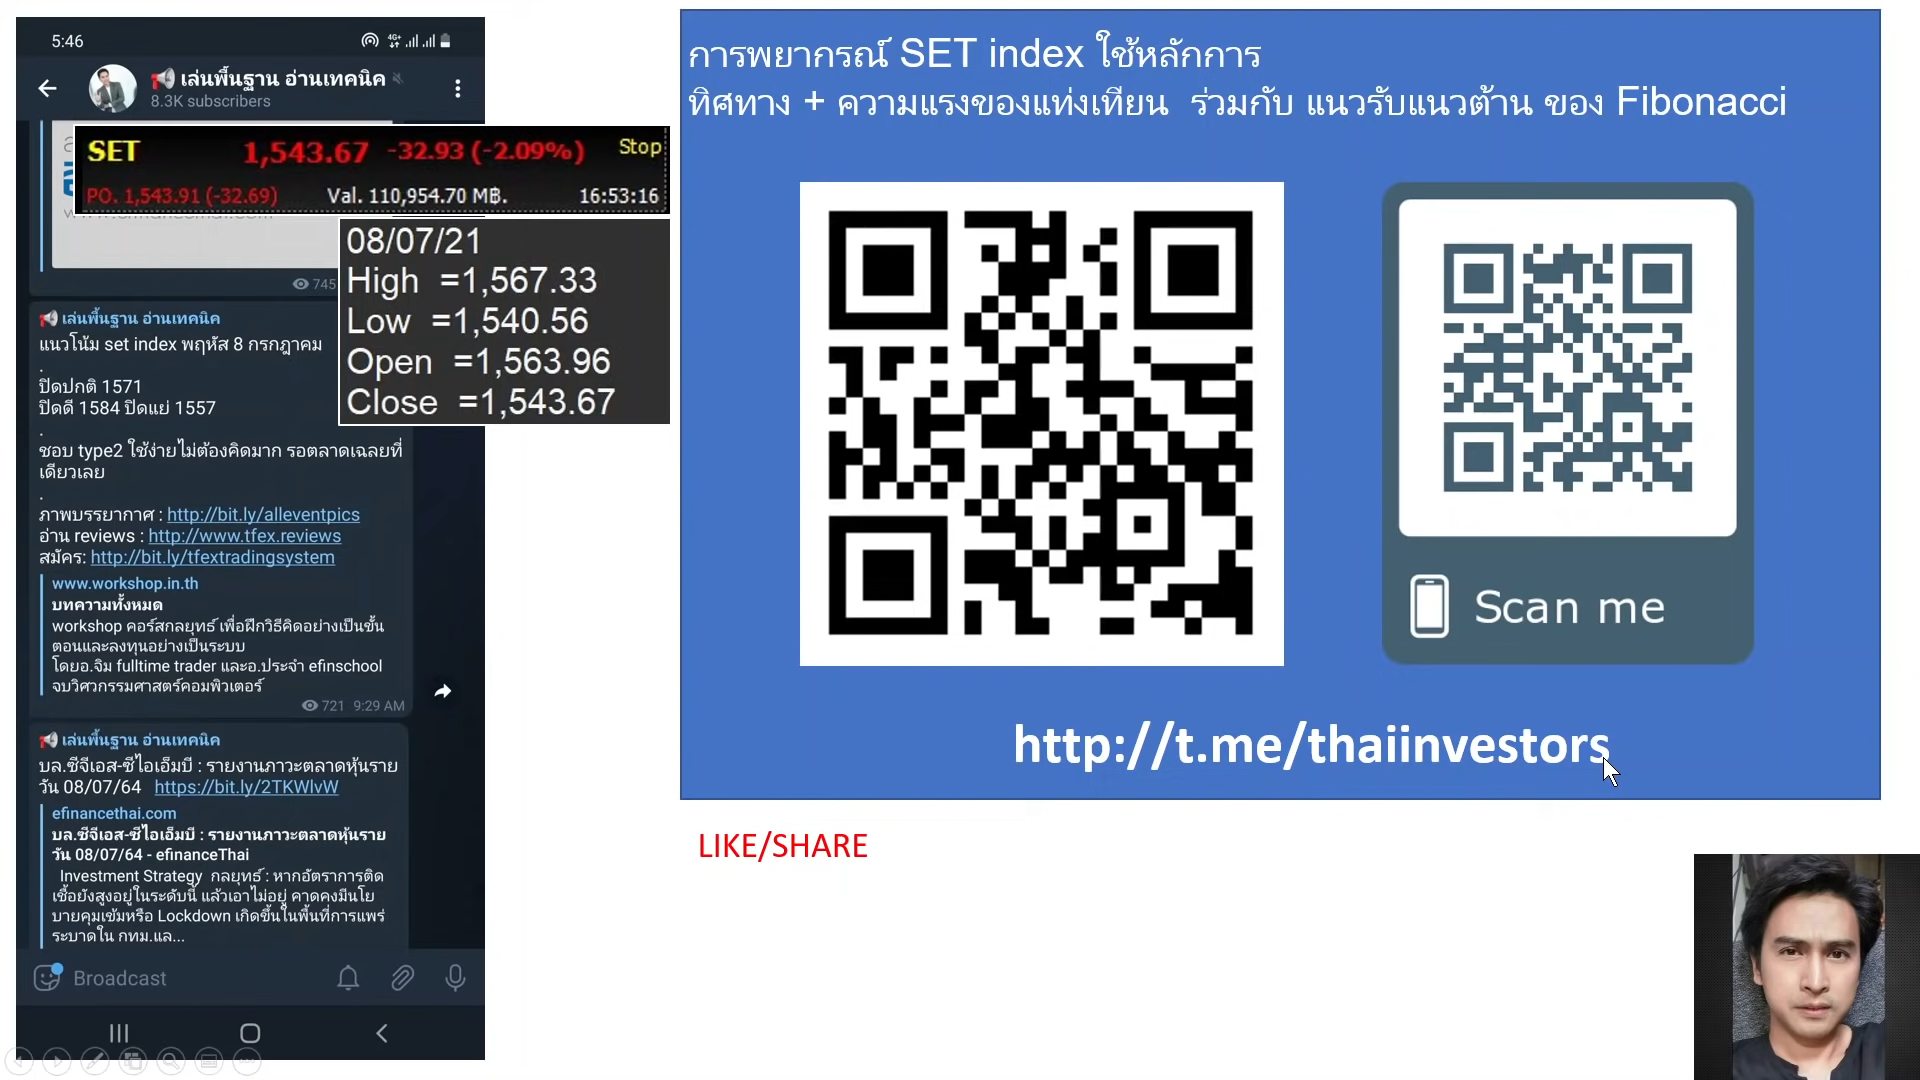 5:46
4G+
เล่นพื้นฐาน อ่านเทคนิค
8.3K subscribers
SET 1,543.67 -32.93 (-2.09%) Stop
PO. 1,543.91 (-32.69) Val. 110,954.70 M฿. 16:53:16
08/07/21
High =1,567.33
Low =1,540.56
Open =1,563.96
Close =1,543.67
745
เล่นพื้นฐาน อ่านเทคนิค
แนวโน้ม set index พฤหัส 8 กรกฎาคม
.
ปิดปกติ 1571
ปิดดี 1584 ปิดแย่ 1557
.
ชอบ type2 ใช้ง่ายไม่ต้องคิดมาก รอตลาดเฉลยที่
เดียวเลย
.
ภาพบรรยากาศ : http://bit.ly/alleventpics
อ่าน reviews : http://www.tfex.reviews
สมัคร: http://bit.ly/tfextradingsystem
www.workshop.in.th
บทความทั้งหมด
workshop คอร์สกลยุทธ์ เพื่อฝึกวิธีคิดอย่างเป็นขั้น
ตอนและลงทุนอย่างเป็นระบบ
โดยอ.จิม fulltime trader และอ.ประจำ efinschool
จบวิศวกรรมศาสตร์คอมพิวเตอร์
721 9:29 AM
เล่นพื้นฐาน อ่านเทคนิค
บล.ซีจีเอส-ซีไอเอ็มบี : รายงานภาวะตลาดหุ้นราย
วัน 08/07/64 https://bit.ly/2TKWlvW
efinancethai.com
บล.ซีจีเอส-ซีไอเอ็มบี : รายงานภาวะตลาดหุ้นราย
วัน 08/07/64 - efinanceThai
Investment Strategy กลยุทธ์ : หากอัตราการติด
เชื้อยังสูงอยู่ในระดับนี้ แล้วเอาไม่อยู่ คาดคงมีนโย
บายคุมเข้มหรือ Lockdown เกิดขึ้นในพื้นที่การแพร่
ระบาดใน กทม.แล...
Broadcast
การพยากรณ์ SET index ใช้หลักการ
ทิศทาง + ความแรงของแท่งเทียน ร่วมกับ แนวรับแนวต้าน ของ Fibonacci
Scan me
http://t.me/thaiinvestors
LIKE/SHARE